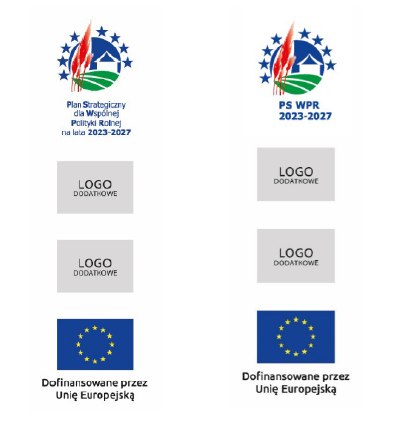 Plan Strategiczny
dla Wspólnej
Polityki Rolnej
na lata 2023-2027
LOGO
DODATKOWE
LOGO
DODATKOWE
Dofinansowane przez
Unię Europejską
PS WPR
2023-2027
LOGO
DODATKOWE
LOGO
DODATKOWE
Dofinansowane przez
Unię Europejską